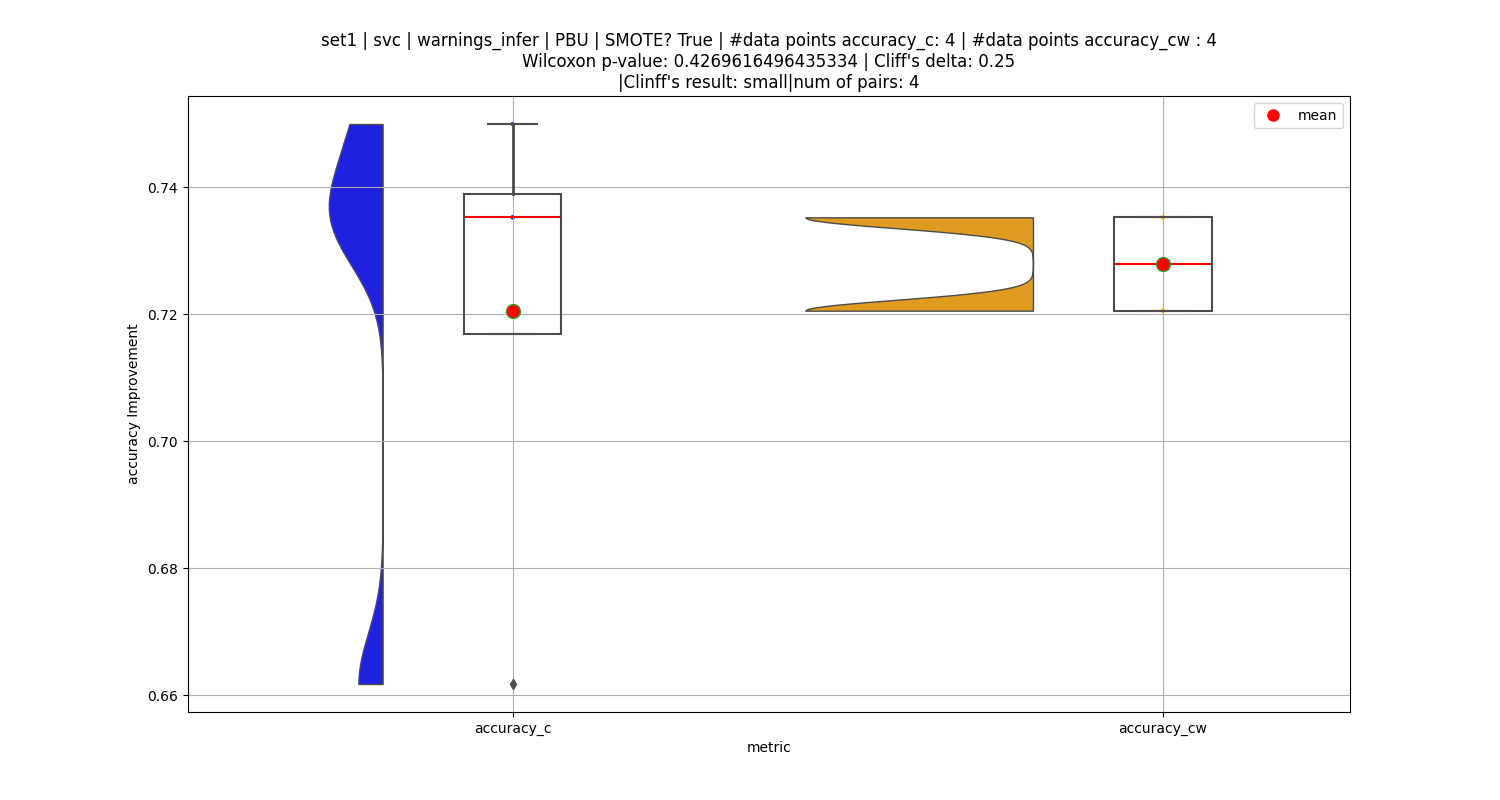 set1 | svc | warnings_infer | PBU | SMOTE? True | #data points accuracy_c: 4 | #data points accuracy_cw : 4
Wilcoxon p-value: 0.4269616496435334 | Cliff's delta: 0.25
|Clinff's result: small|num of pairs: 4
mean
0.74
0.72
0.70
0.68
0.66
accuracy Improvement
accuracy_c
accuracy_cw
metric